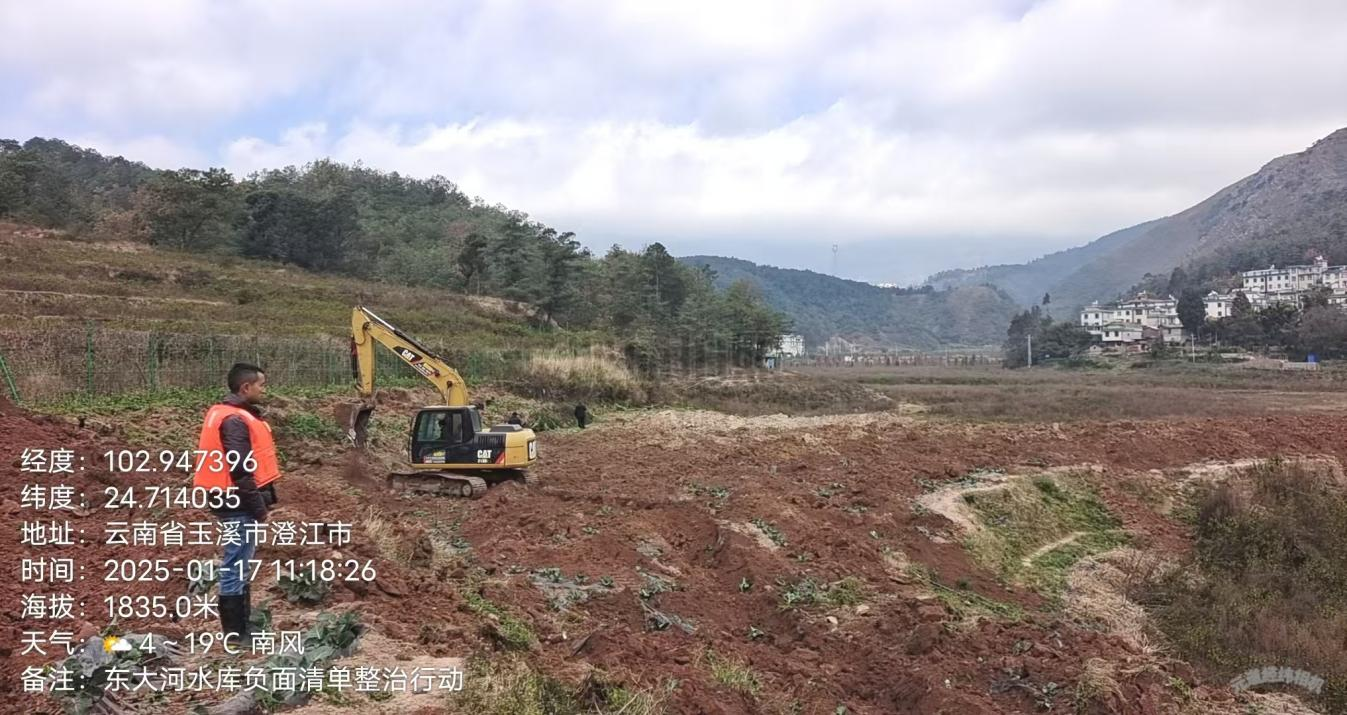 CAT
CAT
经度：102.947396
纬度：24.714035
地址：云南省玉溪市澄江市
时间：2025-01-17 11:18:26
海拔：1835.0米
天气：4～19℃ 南风
备注：东大河水库负面清单整治行动